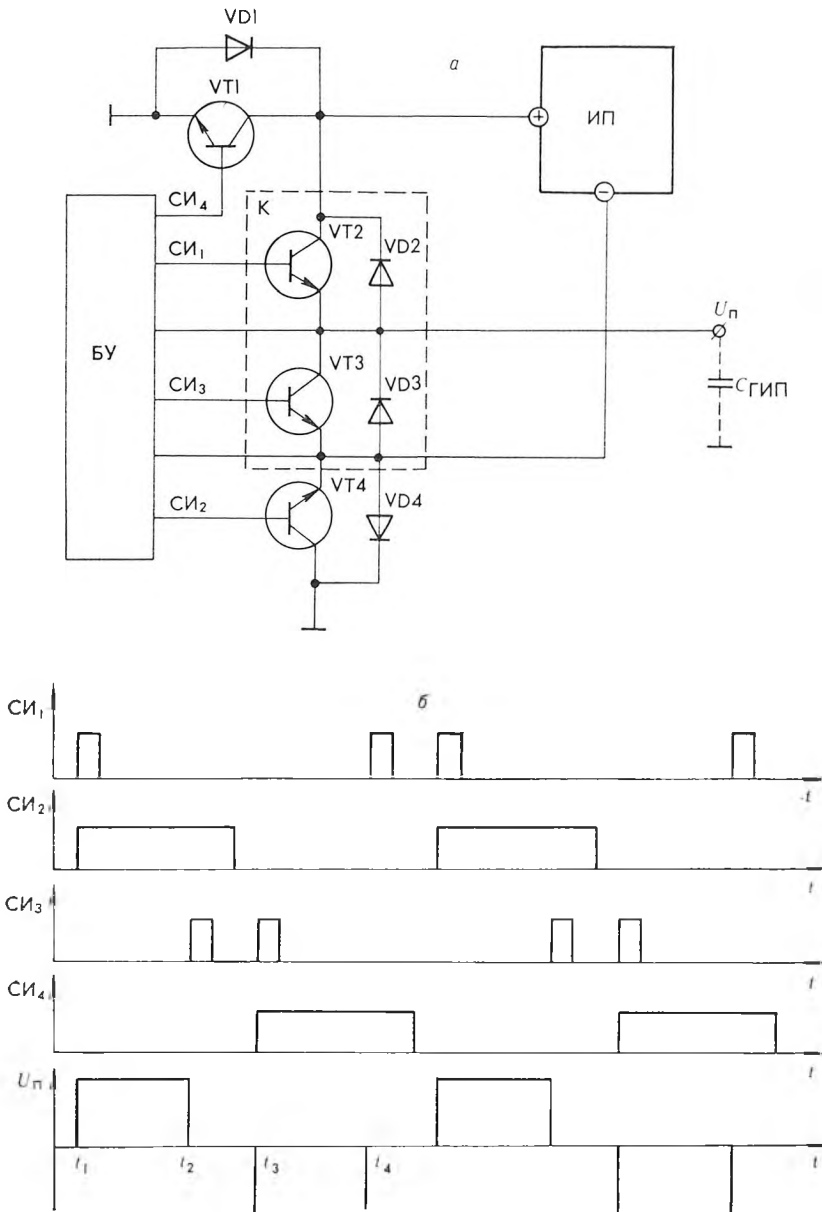 VD1
а
VT1
ИП
+
−
СИ₄
К
VT2
СИ₁
VD2
Uп
БУ
VT3
СИ₃
VD3
CГИП
VT4
VD4
СИ₂
СИ₁
б
t
СИ₂
t
СИ₃
t
СИ₄
t
Uп
t₁ t₂ t₃ t₄ t